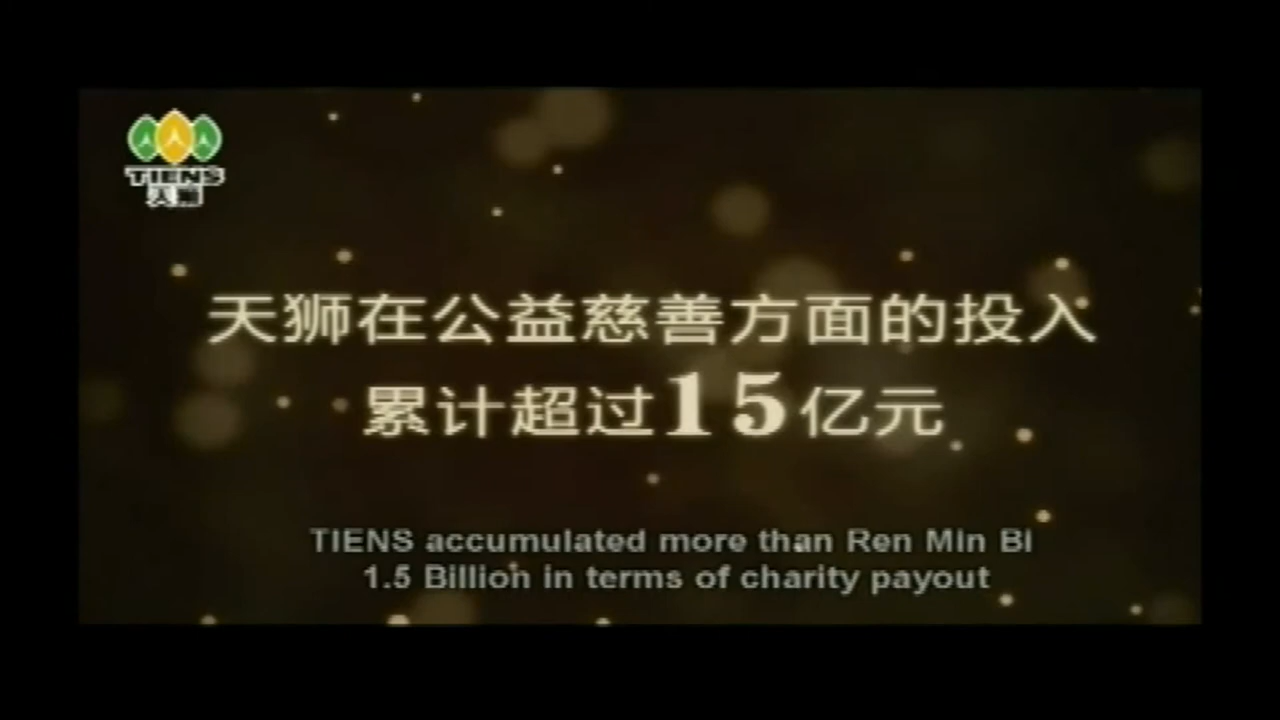 TIENS
天狮
天狮在公益慈善方面的投入
累计超过15亿元
TIENS accumulated more than Ren Min Bi
1.5 Billion in terms of charity payout